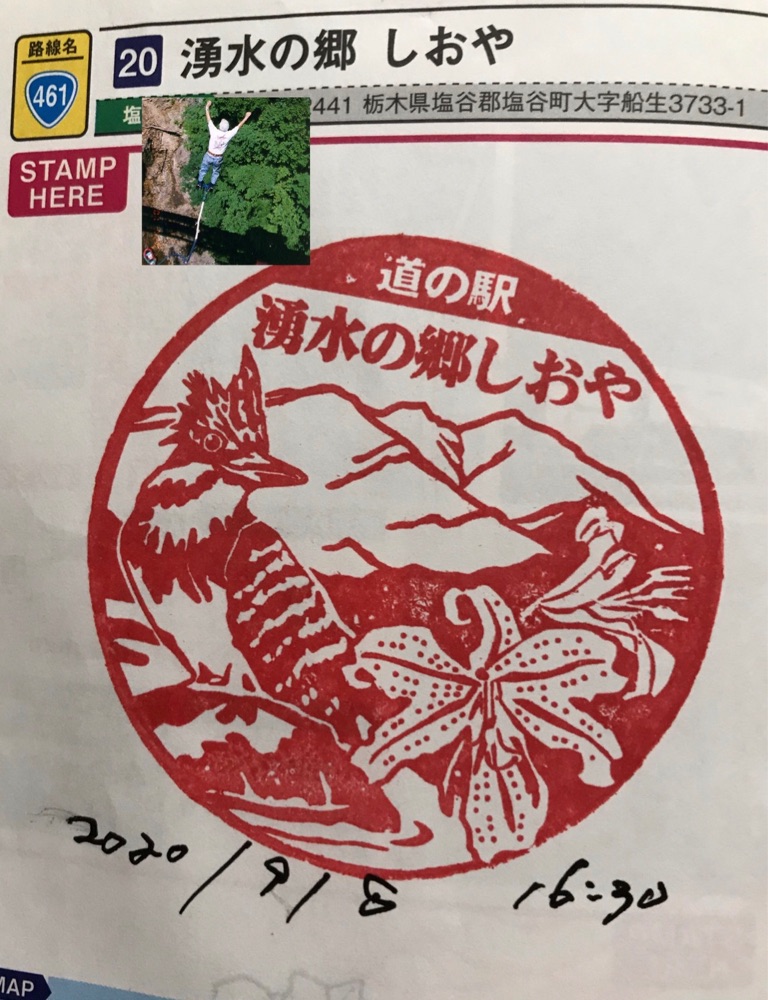 路線名
461
20 湧水の郷 しおや
塩
441 栃木県塩谷郡塩谷町大字船生3733-1
STAMP
HERE
道の駅
湧水の郷しおや
2020/9/8 16:30
MAP